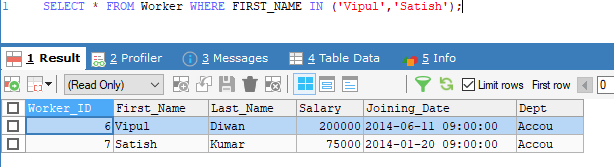 1 SELECT * FROM Worker WHERE FIRST_NAME IN ('Vipul','Satish');
1 Result 2 Profiler 3 Messages 4 Table Data 5 Info
(Read Only) Limit rows First row 0
Worker_ID First_Name Last_Name Salary Joining_Date Dept
6 Vipul Diwan 200000 2014-06-11 09:00:00 Accou
7 Satish Kumar 75000 2014-01-20 09:00:00 Accou